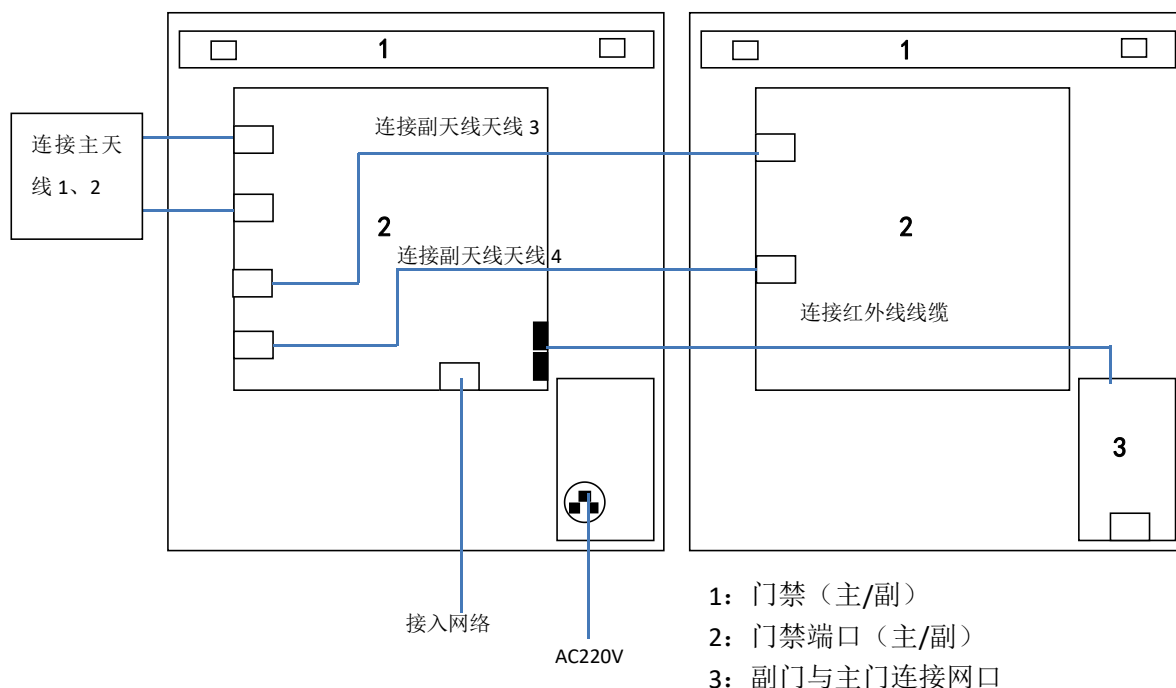 1
1
连接主天
线 1、2
连接副天线天线 3
2
2
连接副天线天线 4
连接红外线线缆
3
接入网络
AC220V
1：门禁（主/副）
2：门禁端口（主/副）
3：副门与主门连接网口